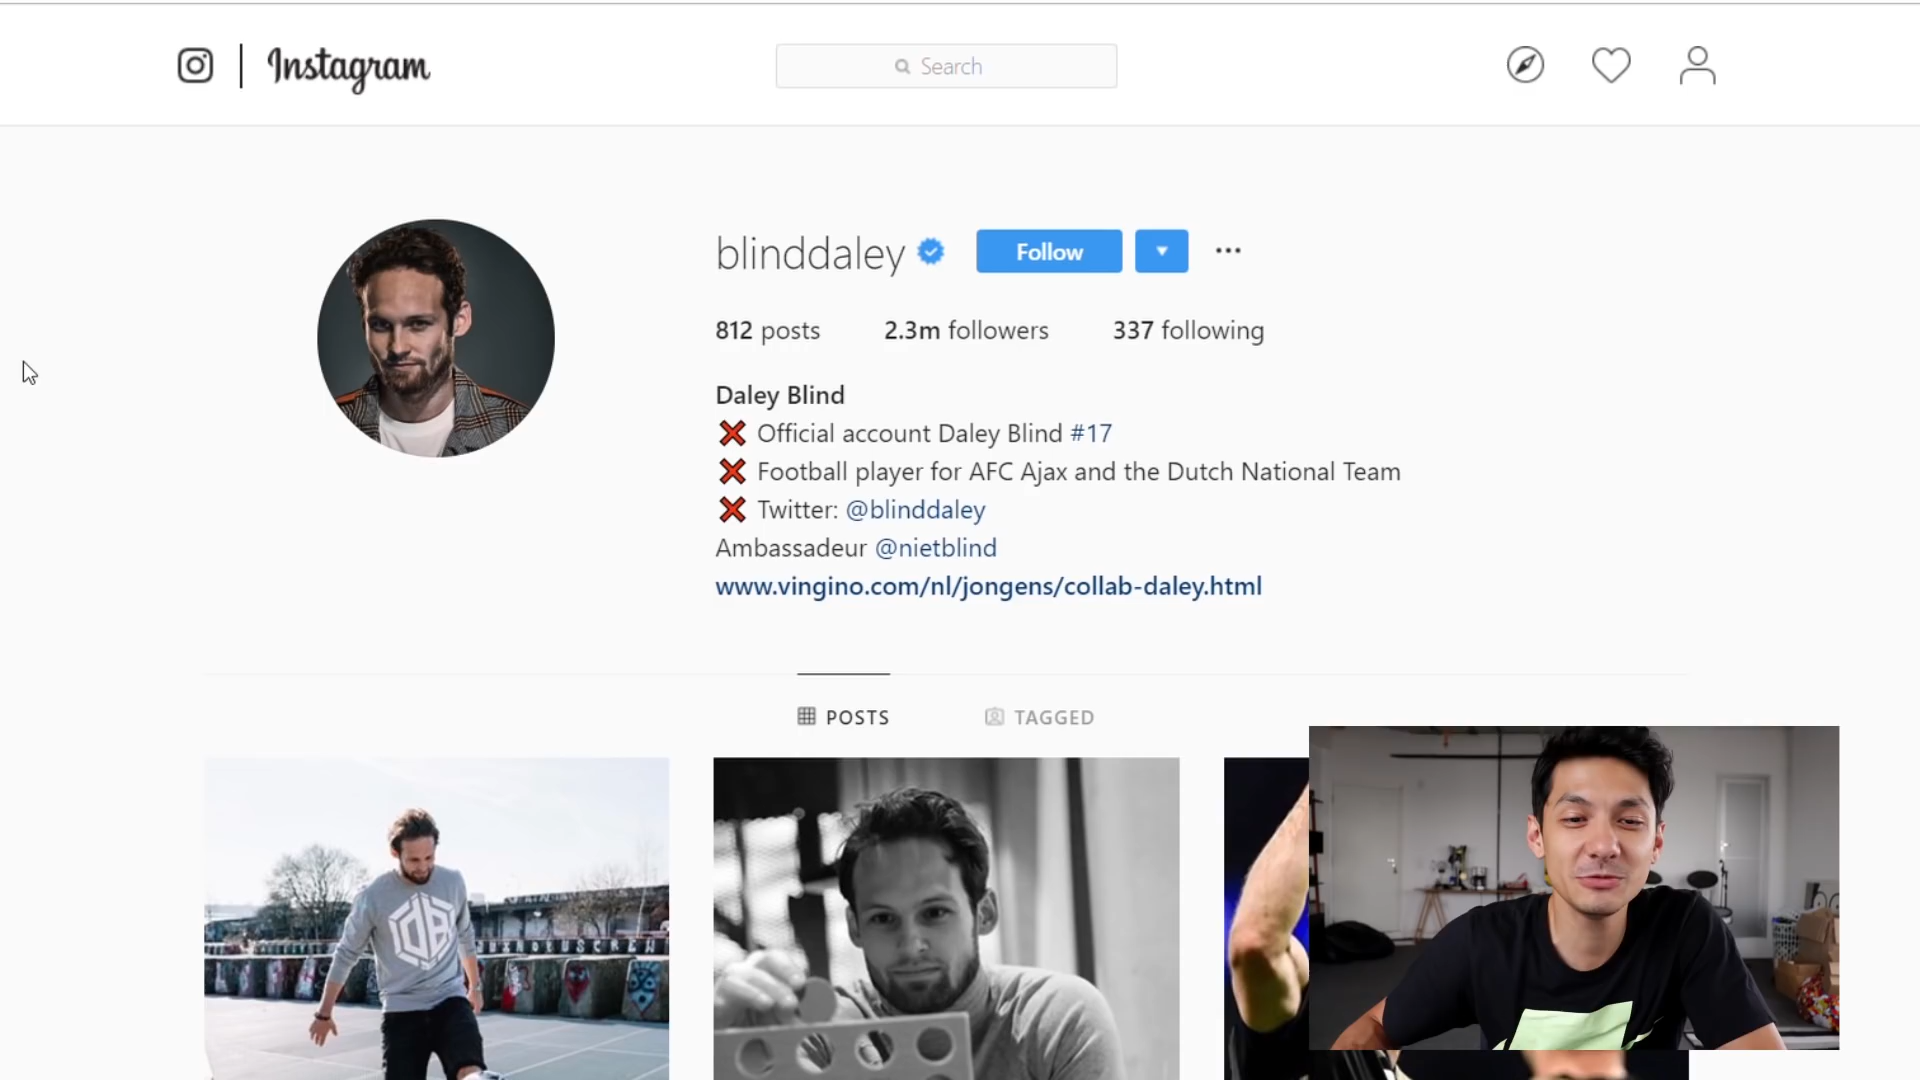 Instagram
Search
blinddaley
Follow
812 posts 2.3m followers 337 following
Daley Blind
❌ Official account Daley Blind #17
❌ Football player for AFC Ajax and the Dutch National Team
❌ Twitter: @blinddaley
Ambassadeur @nietblind
www.vingino.com/nl/jongens/collab-daley.html
POSTS TAGGED
DB